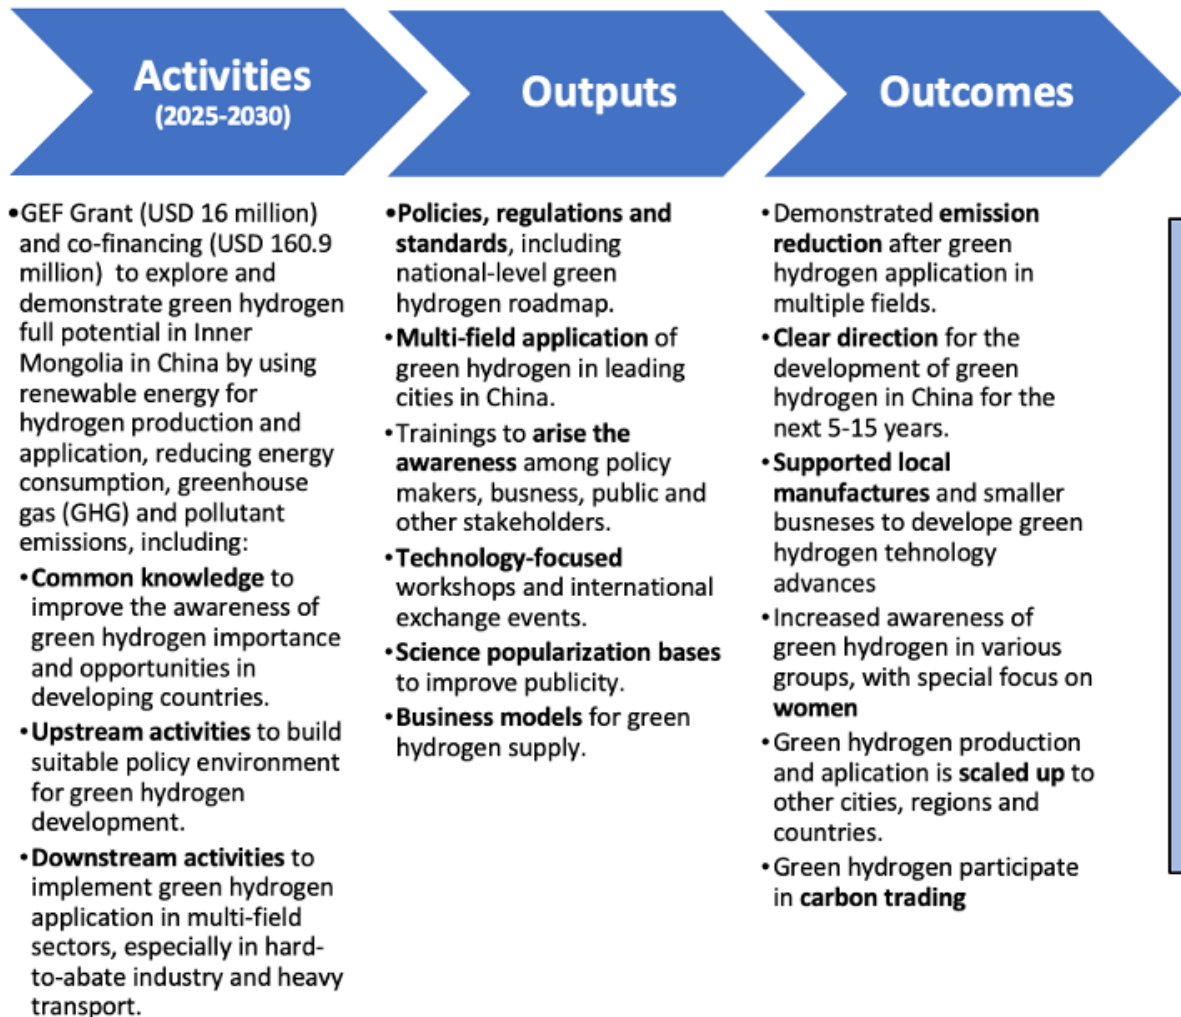 Activities
(2025-2030)
Outputs
Outcomes
•GEF Grant (USD 16 million)
and co-financing (USD 160.9
million) to explore and
demonstrate green hydrogen
full potential in Inner
Mongolia in China by using
renewable energy for
hydrogen production and
application, reducing energy
consumption, greenhouse
gas (GHG) and pollutant
emissions, including:
•Common knowledge to
improve the awareness of
green hydrogen importance
and opportunities in
developing countries.
•Upstream activities to build
suitable policy environment
for green hydrogen
development.
•Downstream activities to
implement green hydrogen
application in multi-field
sectors, especially in hard-
to-abate industry and heavy
transport.
•Policies, regulations and
standards, including
national-level green
hydrogen roadmap.
•Multi-field application of
green hydrogen in leading
cities in China.
•Trainings to arise the
awareness among policy
makers, busness, public and
other stakeholders.
•Technology-focused
workshops and international
exchange events.
•Science popularization bases
to improve publicity.
•Business models for green
hydrogen supply.
•Demonstrated emission
reduction after green
hydrogen application in
multiple fields.
•Clear direction for the
development of green
hydrogen in China for the
next 5-15 years.
•Supported local
manufactures and smaller
busneses to develope green
hydrogen tehnology
advances
•Increased awareness of
green hydrogen in various
groups, with special focus on
women
•Green hydrogen production
and aplication is scaled up to
other cities, regions and
countries.
•Green hydrogen participate
in carbon trading